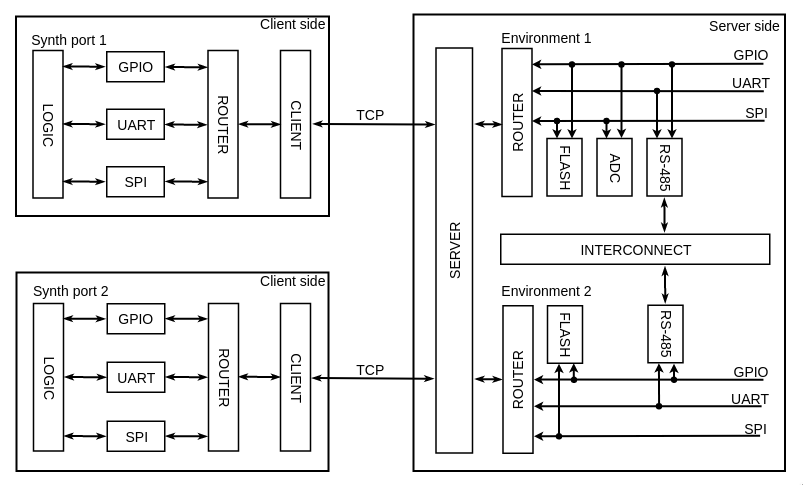 Client side
Synth port 1
LOGIC
GPIO
UART
SPI
ROUTER
CLIENT
TCP
Client side
Synth port 2
LOGIC
GPIO
UART
SPI
ROUTER
CLIENT
TCP
Server side
SERVER
Environment 1
ROUTER
GPIO
UART
SPI
FLASH
ADC
RS-485
INTERCONNECT
Environment 2
ROUTER
FLASH
RS-485
GPIO
UART
SPI